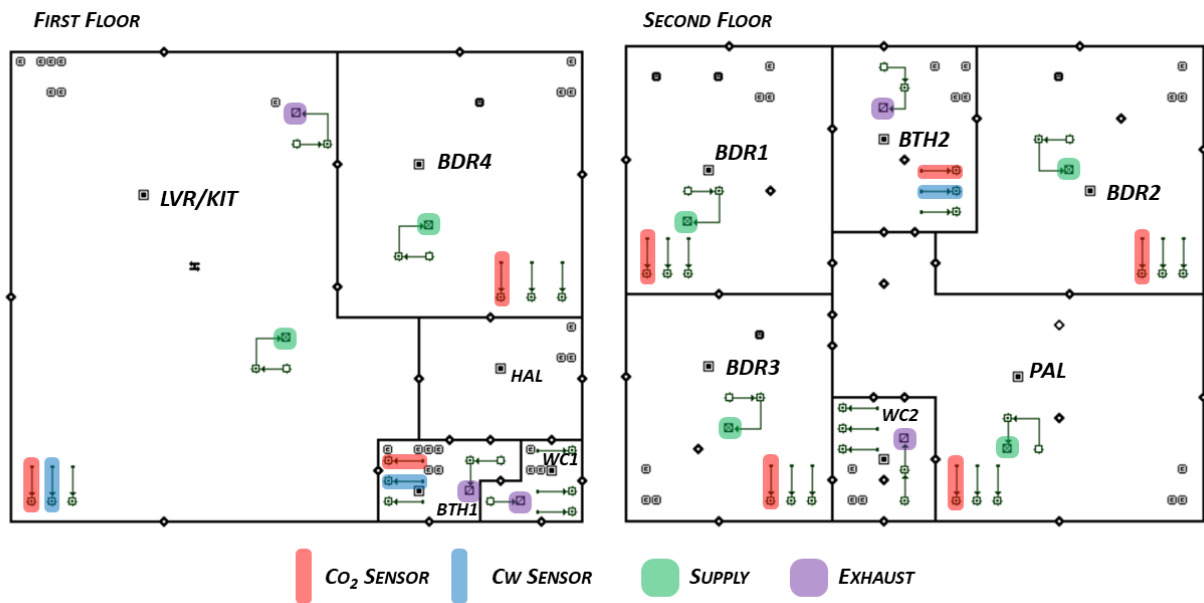 FIRST FLOOR
SECOND FLOOR
LVR/KIT
BDR4
HAL
WC1
BTH1
BDR1
BTH2
BDR2
BDR3
WC2
PAL
CO₂ SENSOR
CW SENSOR
SUPPLY
EXHAUST